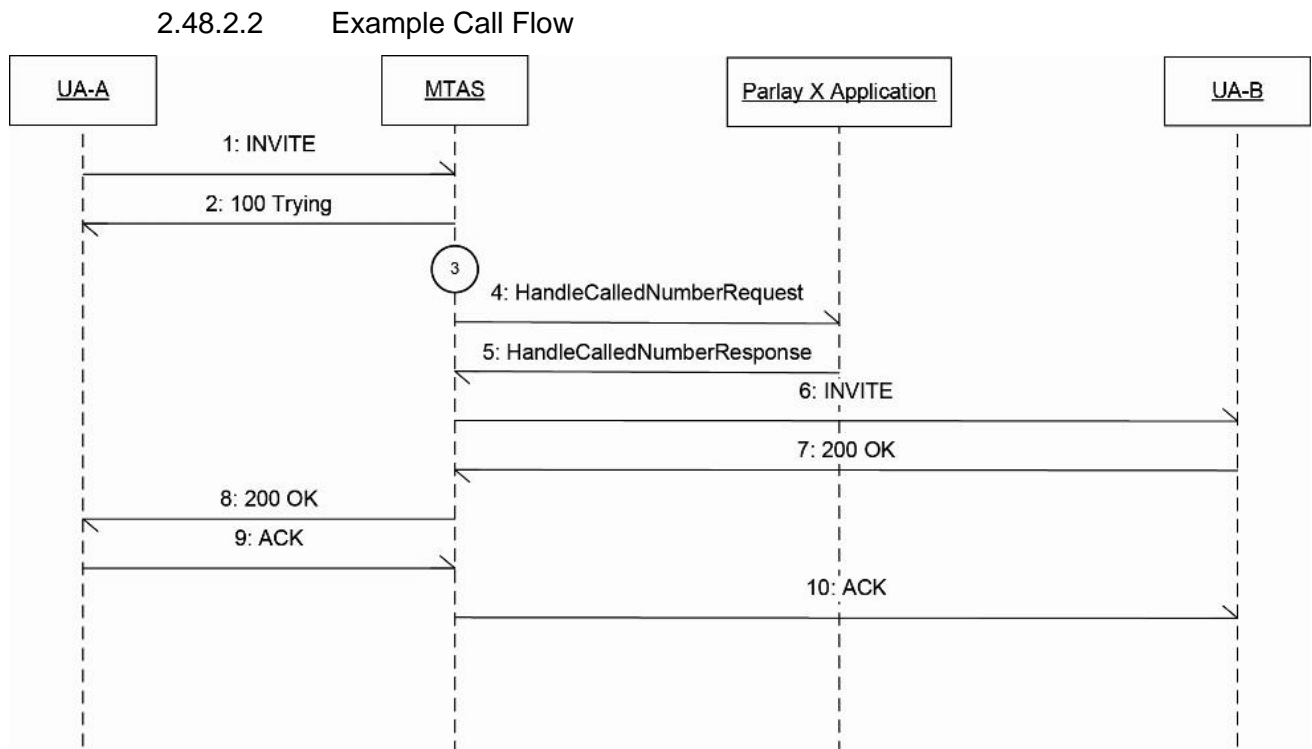 2.48.2.2 Example Call Flow
UA-A MTAS Parlay X Application UA-B
1: INVITE
2: 100 Trying
3
4: HandleCalledNumberRequest
5: HandleCalledNumberResponse
6: INVITE
7: 200 OK
8: 200 OK
9: ACK
10: ACK